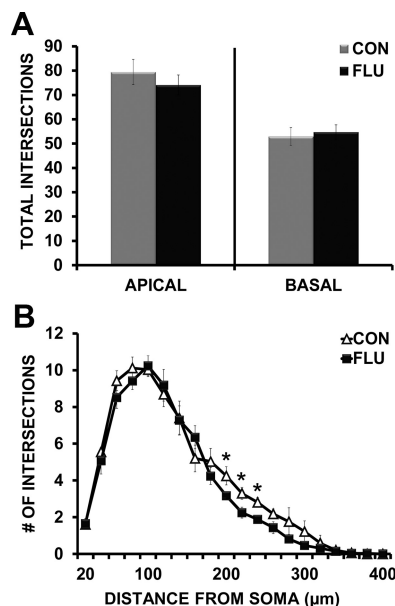 A
TOTAL INTERSECTIONS
90
80
70
60
50
40
30
20
10
0
CON
FLU
APICAL
BASAL
B
# OF INTERSECTIONS
12
10
8
6
4
2
0
CON
FLU
* * *
20 100 200 300 400
DISTANCE FROM SOMA (µm)